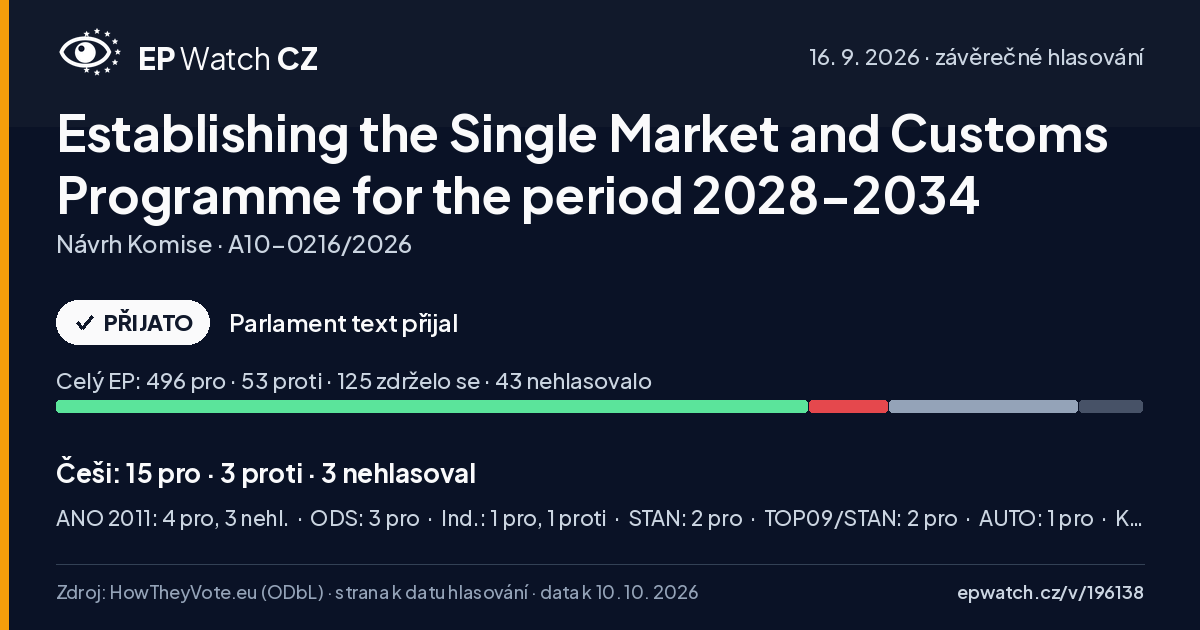 EP Watch CZ
16. 9. 2026 · závěrečné hlasování
Establishing the Single Market and Customs
Programme for the period 2028–2034
Návrh Komise · A10–0216/2026
✓ PŘIJATO
Parlament text přijal
Celý EP: 496 pro · 53 proti · 125 zdrželo se · 43 nehlasovalo
Češi: 15 pro · 3 proti · 3 nehlasoval
ANO 2011: 4 pro, 3 nehl. · ODS: 3 pro · Ind.: 1 pro, 1 proti · STAN: 2 pro · TOP09/STAN: 2 pro · AUTO: 1 pro · K…
Zdroj: HowTheyVote.eu (ODbL) · strana k datu hlasování · data k 10. 10. 2026
epwatch.cz/v/196138